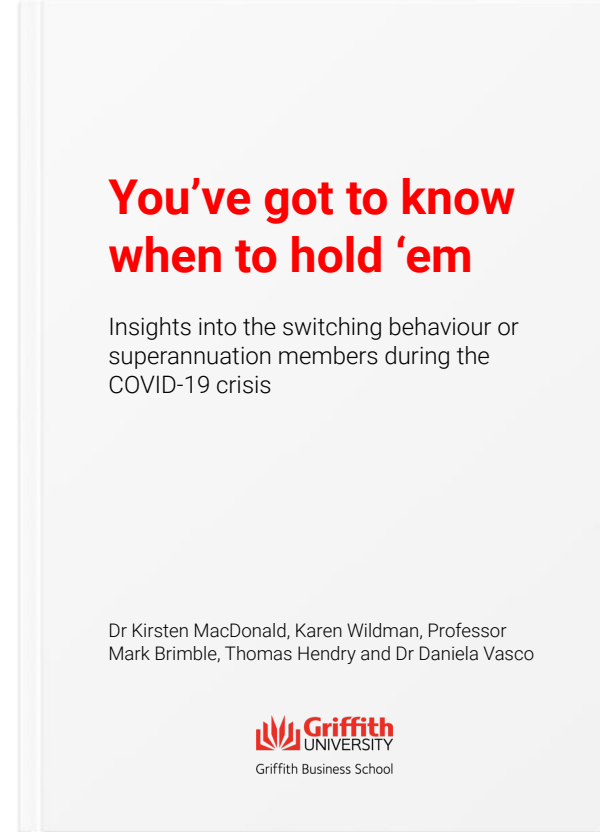 You’ve got to know
when to hold ‘em
Insights into the switching behaviour or
superannuation members during the
COVID-19 crisis
Dr Kirsten MacDonald, Karen Wildman, Professor
Mark Brimble, Thomas Hendry and Dr Daniela Vasco
Griffith
UNIVERSITY
Griffith Business School